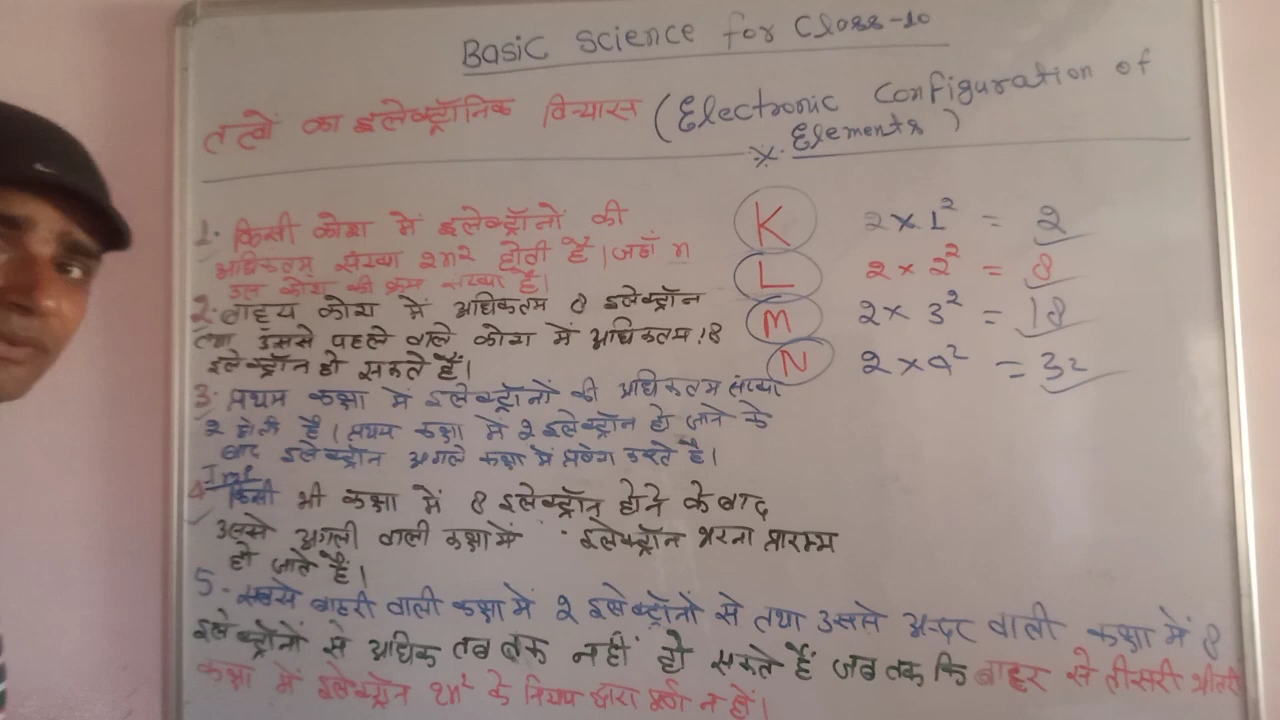 Basic Science for Class-10
तत्वों का इलेक्ट्रॉनिक विन्यास (Electronic Configuration of
Elements)
1. किसी कोश में इलेक्ट्रॉनों की
अधिकतम संख्या 2n2 होती है। जहाँ n
उस कोश की क्रम संख्या है।
2. बाह्य कोश में अधिकतम 8 इलेक्ट्रॉन
तथा उससे पहले वाले कोश में अधिकतम 18
इलेक्ट्रॉन हो सकते हैं।
3. प्रथम कक्षा में इलेक्ट्रॉनों की अधिकतम संख्या
2 होती है। प्रथम कक्षा में 2 इलेक्ट्रॉन हो जाने के
बाद इलेक्ट्रॉन अगले कक्षा में प्रवेश करते है।
Imf
4. किसी भी कक्षा में 8 इलेक्ट्रॉन होने के बाद
उससे अगली वाली कक्षा में इलेक्ट्रॉन भरना प्रारम्भ
हो जाते हैं।
5. सबसे बाहरी वाली कक्षा में 2 इलेक्ट्रॉनों से तथा उससे अन्दर वाली कक्षा में 8
इलेक्ट्रॉनों से अधिक तब तक नहीं हो सकते हैं जब तक कि बाहर से तीसरी भीतरी
कक्षा में इलेक्ट्रॉन 2n² के नियम द्वारा पूर्ण न हों।
K 2 × 1² = 2
L 2 × 2² = 8
M 2 × 3² = 18
N 2 × 4² = 32